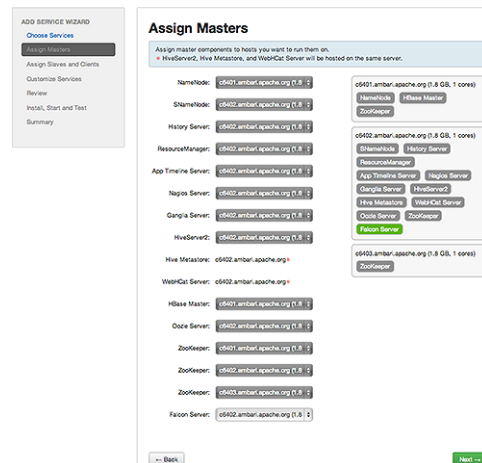 ADD SERVICE WIZARD
Choose Services
Assign Masters
Assign Slaves and Clients
Customize Services
Review
Install, Start and Test
Summary
Assign Masters
Assign master components to hosts you want to run them on.
* HiveServer2, Hive Metastore, and WebHCat Server will be hosted on the same server.
NameNode: c6401.ambari.apache.org (1.8
SNameNode: c6402.ambari.apache.org (1.8
History Server: c6402.ambari.apache.org (1.8
ResourceManager: c6402.ambari.apache.org (1.8
App Timeline Server: c6402.ambari.apache.org (1.8
Nagios Server: c6402.ambari.apache.org (1.8
Ganglia Server: c6402.ambari.apache.org (1.8
HiveServer2: c6402.ambari.apache.org (1.8
Hive Metastore: c6402.ambari.apache.org*
WebHCat Server: c6402.ambari.apache.org*
HBase Master: c6401.ambari.apache.org (1.8
Oozie Server: c6402.ambari.apache.org (1.8
ZooKeeper: c6401.ambari.apache.org (1.8
ZooKeeper: c6402.ambari.apache.org (1.8
ZooKeeper: c6403.ambari.apache.org (1.8
Falcon Server: c6402.ambari.apache.org (1.8
c6401.ambari.apache.org (1.8 GB, 1 cores)
NameNode HBase Master
ZooKeeper
c6402.ambari.apache.org (1.8 GB, 1 cores)
SNameNode History Server
ResourceManager
App Timeline Server Nagios Server
Ganglia Server HiveServer2
Hive Metastore WebHCat Server
Oozie Server ZooKeeper
Falcon Server
c6403.ambari.apache.org (1.8 GB, 1 cores)
ZooKeeper
← Back
Next →